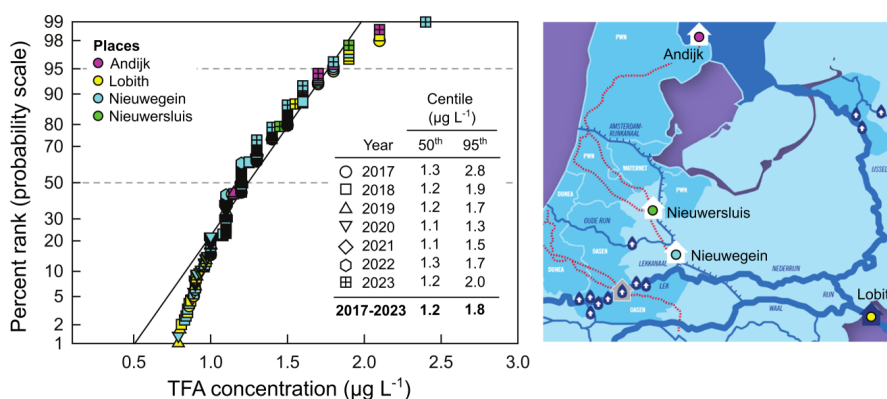 Places
Andijk
Lobith
Nieuwegein
Nieuwersluis
Percent rank (probability scale)
99
98
95
90
80
70
50
30
20
10
5
2
1
0 0.5 1.0 1.5 2.0 2.5 3.0
TFA concentration (µg L⁻¹)
Centile
(µg L⁻¹)
Year 50th 95th
2017 1.3 2.8
2018 1.2 1.9
2019 1.2 1.7
2020 1.1 1.3
2021 1.1 1.5
2022 1.3 1.7
2023 1.2 2.0
2017-2023 1.2 1.8
PWN
Andijk
AMSTERDAM-
RIJNKANAAL
PWN
WATERNET
DUNEA
PWN
IJSSEL
Nieuwersluis
OUDE RIJN
OASEN
Nieuwegein
LEKKANAAL
DUNEA
NEDERRIJN
LEK
OASEN
WAAL
RIJN
Lobith